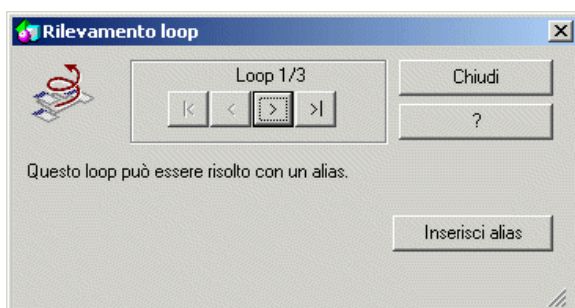 Rilevamento loop
Loop 1/3
|< < > >|
Chiudi
?
Questo loop può essere risolto con un alias.
Inserisci alias